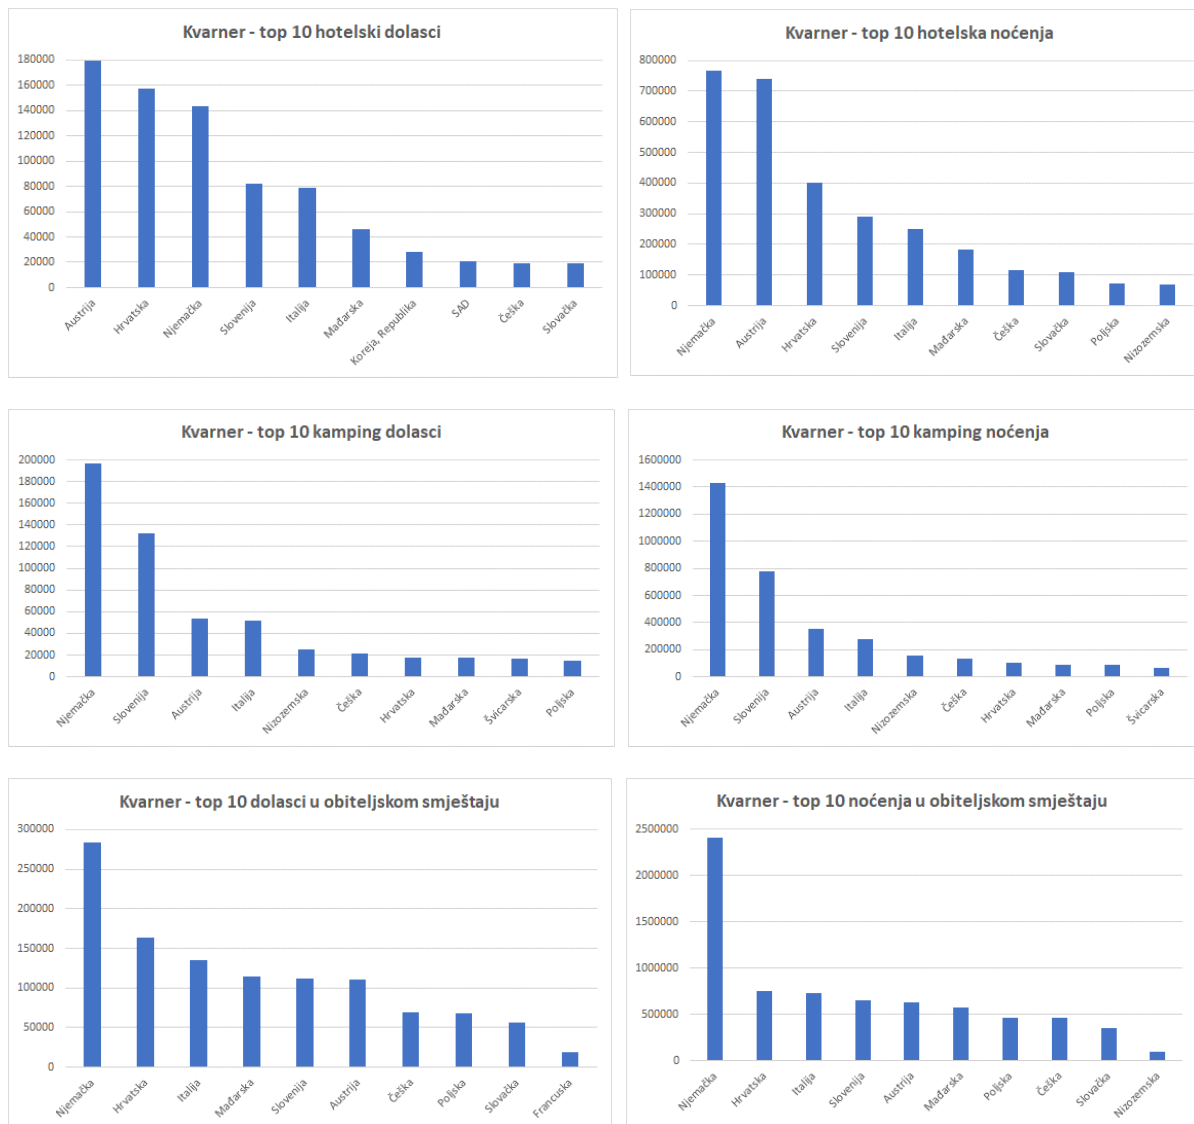 Kvarner - top 10 hotelski dolasci
180000
160000
140000
120000
100000
80000
60000
40000
20000
0
Austrija
Hrvatska
Njemačka
Slovenija
Italija
Mađarska
Koreja, Republika
SAD
Češka
Slovačka
Kvarner - top 10 hotelska noćenja
800000
700000
600000
500000
400000
300000
200000
100000
0
Njemačka
Austrija
Hrvatska
Slovenija
Italija
Mađarska
Češka
Slovačka
Poljska
Nizozemska
Kvarner - top 10 kamping dolasci
200000
180000
160000
140000
120000
100000
80000
60000
40000
20000
0
Njemačka
Slovenija
Austrija
Italija
Nizozemska
Češka
Hrvatska
Mađarska
Švicarska
Poljska
Kvarner - top 10 kamping noćenja
1600000
1400000
1200000
1000000
800000
600000
400000
200000
0
Njemačka
Slovenija
Austrija
Italija
Nizozemska
Češka
Hrvatska
Mađarska
Poljska
Švicarska
Kvarner - top 10 dolasci u obiteljskom smještaju
300000
250000
200000
150000
100000
50000
0
Njemačka
Hrvatska
Italija
Mađarska
Slovenija
Austrija
Češka
Poljska
Slovačka
Francuska
Kvarner - top 10 noćenja u obiteljskom smještaju
2500000
2000000
1500000
1000000
500000
0
Njemačka
Hrvatska
Italija
Slovenija
Austrija
Mađarska
Poljska
Češka
Slovačka
Nizozemska